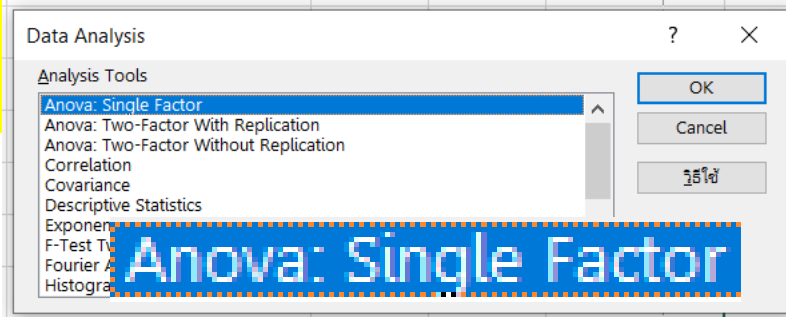 Data Analysis
?
Analysis Tools
Anova: Single Factor
Anova: Two-Factor With Replication
Anova: Two-Factor Without Replication
Correlation
Covariance
Descriptive Statistics
OK
Cancel
วิธีใช้
Anova: Single Factor